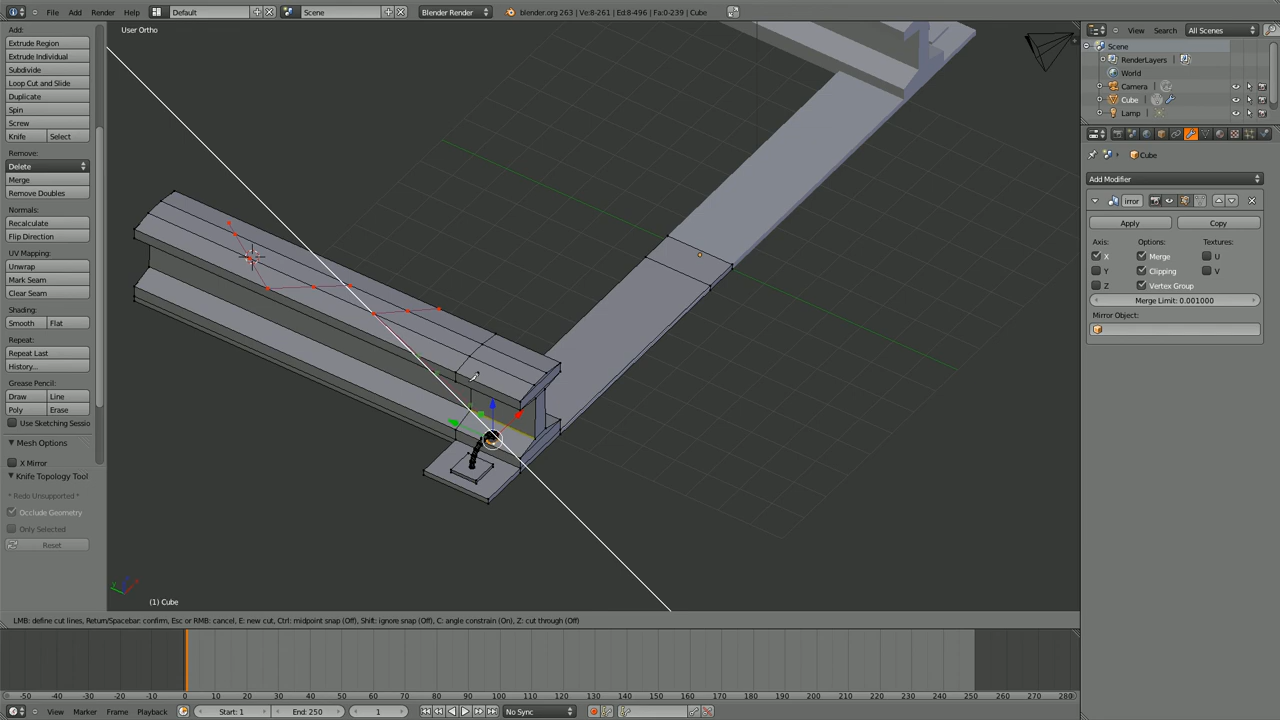 File Add Render Help Default Scene Blender Render blender.org 263 | Ve:8-261 | Ed:8-496 | Fa:0-239 | Cube View Search All Scenes
User Ortho
Add:
Extrude Region
Extrude Individual
Subdivide
Loop Cut and Slide
Duplicate
Spin
Screw
Knife Select
Remove:
Delete
Merge
Remove Doubles
Normals:
Recalculate
Flip Direction
UV Mapping:
Unwrap
Mark Seam
Clear Seam
Shading:
Smooth Flat
Repeat:
Repeat Last
History...
Grease Pencil:
Draw Line
Poly Erase
Use Sketching Sessio
Mesh Options
X Mirror
Knife Topology Tool
* Redo Unsupported *
Occlude Geometry
Only Selected
Reset
(1) Cube
LMB: define cut lines, Return/Spacebar: confirm, Esc or RMB: cancel, E: new cut, Ctrl: midpoint snap (Off), Shift: ignore snap (Off), C: angle constrain (On), Z: cut through (Off)
-50 -40 -30 -20 -10 0 10 20 30 40 50 60 70 80 90 100 110 120 130 140 150 160 170 180 190 200 210 220 230 240 250 260 270 280
View Marker Frame Playback Start: 1 End: 250 1 No Sync
Scene
RenderLayers
World
Camera
Cube
Lamp
Cube
Add Modifier
irror
Apply Copy
Axis: Options: Textures:
X Merge U
Y Clipping V
Z Vertex Group
Merge Limit: 0.001000
Mirror Object: